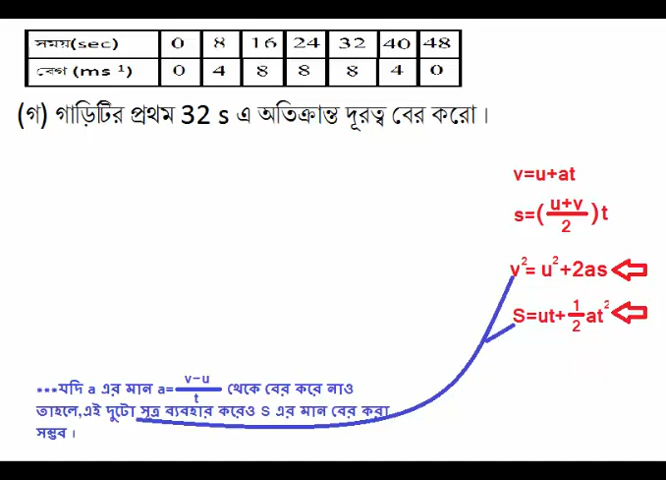 সময়(sec) 0 8 16 24 32 40 48
বেগ (ms ¹) 0 4 8 8 8 4 0
(গ) গাড়িটির প্রথম 32 s এ অতিক্রান্ত দূরত্ব বের করো।
v=u+at
s=(u+v/2)t
v²= u²+2as
S=ut+1/2at²
***যদি a এর মান a=v-u/t থেকে বের করে নাও
তাহলে,এই দুটো সূত্র ব্যবহার করেও S এর মান বের করা
সম্ভব ।